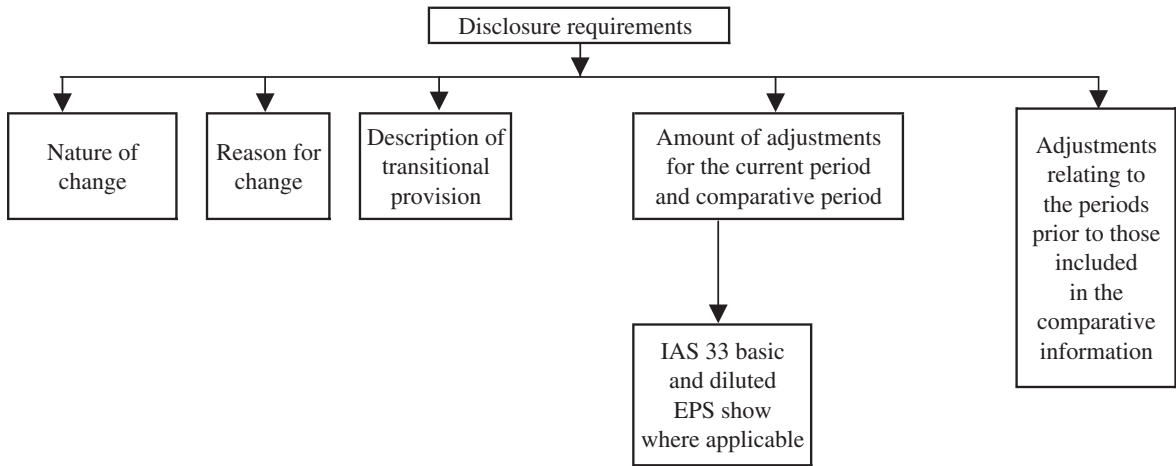 Disclosure requirements
Nature of
change
Reason for
change
Description of
transitional
provision
Amount of adjustments
for the current period
and comparative period
Adjustments
relating to
the periods
prior to those
included
in the
comparative
information
IAS 33 basic
and diluted
EPS show
where applicable